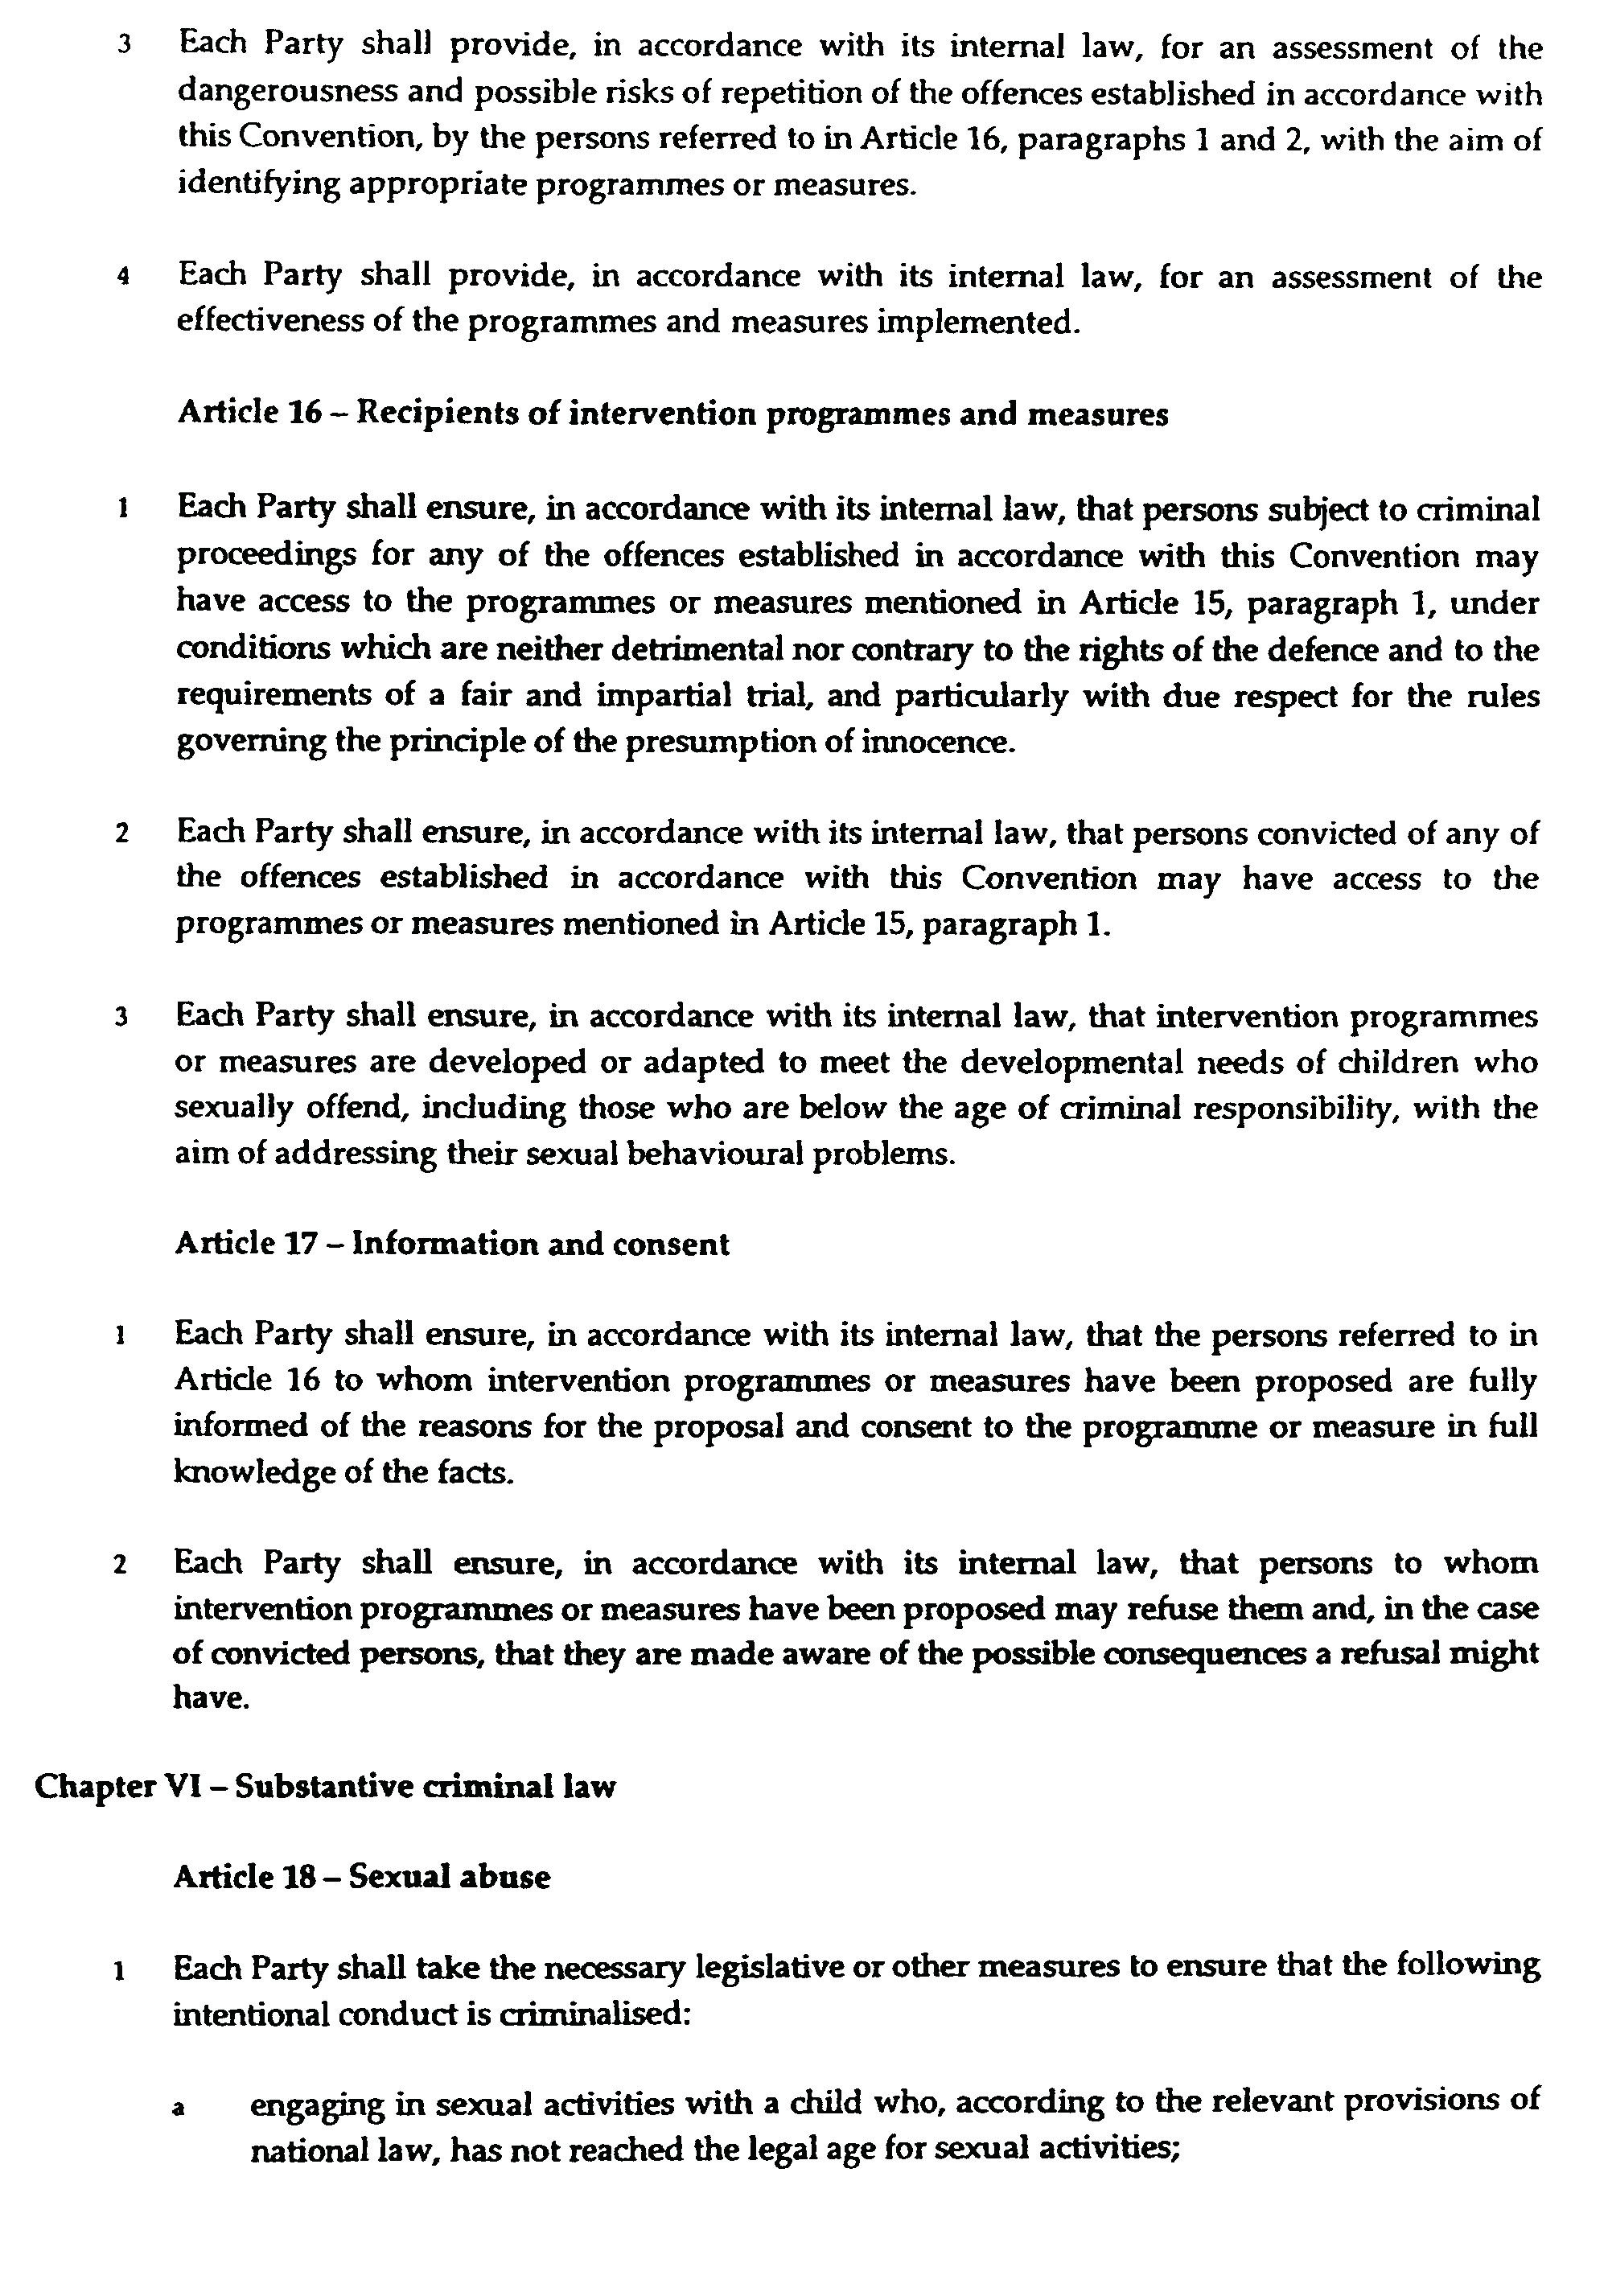 3 Each Party shall provide, in accordance with its internal law, for an assessment of the
dangerousness and possible risks of repetition of the offences established in accordance with
this Convention, by the persons referred to in Article 16, paragraphs 1 and 2, with the aim of
identifying appropriate programmes or measures.
4 Each Party shall provide, in accordance with its internal law, for an assessment of the
effectiveness of the programmes and measures implemented.
Article 16 – Recipients of intervention programmes and measures
1 Each Party shall ensure, in accordance with its internal law, that persons subject to criminal
proceedings for any of the offences established in accordance with this Convention may
have access to the programmes or measures mentioned in Article 15, paragraph 1, under
conditions which are neither detrimental nor contrary to the rights of the defence and to the
requirements of a fair and impartial trial, and particularly with due respect for the rules
governing the principle of the presumption of innocence.
2 Each Party shall ensure, in accordance with its internal law, that persons convicted of any of
the offences established in accordance with this Convention may have access to the
programmes or measures mentioned in Article 15, paragraph 1.
3 Each Party shall ensure, in accordance with its internal law, that intervention programmes
or measures are developed or adapted to meet the developmental needs of children who
sexually offend, including those who are below the age of criminal responsibility, with the
aim of addressing their sexual behavioural problems.
Article 17 – Information and consent
1 Each Party shall ensure, in accordance with its internal law, that the persons referred to in
Article 16 to whom intervention programmes or measures have been proposed are fully
informed of the reasons for the proposal and consent to the programme or measure in full
knowledge of the facts.
2 Each Party shall ensure, in accordance with its internal law, that persons to whom
intervention programmes or measures have been proposed may refuse them and, in the case
of convicted persons, that they are made aware of the possible consequences a refusal might
have.
Chapter VI – Substantive criminal law
Article 18 – Sexual abuse
1 Each Party shall take the necessary legislative or other measures to ensure that the following
intentional conduct is criminalised:
a engaging in sexual activities with a child who, according to the relevant provisions of
national law, has not reached the legal age for sexual activities;